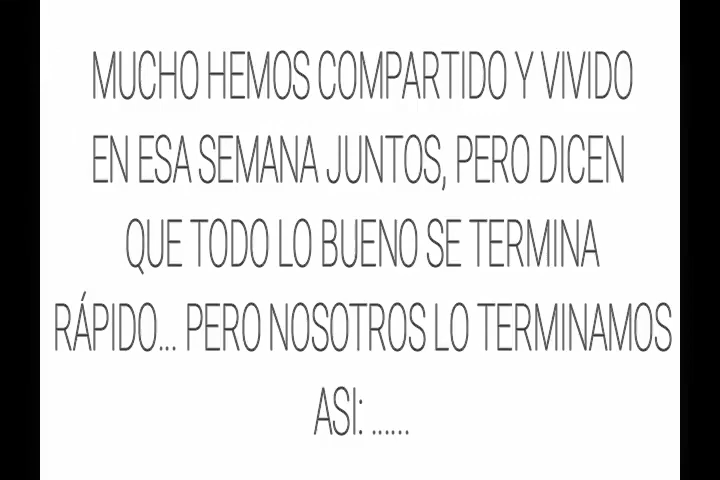 MUCHO HEMOS COMPARTIDO Y VIVIDO
EN ESA SEMANA JUNTOS, PERO DICEN
QUE TODO LO BUENO SE TERMINA
RÁPIDO... PERO NOSOTROS LO TERMINAMOS
ASI: ......